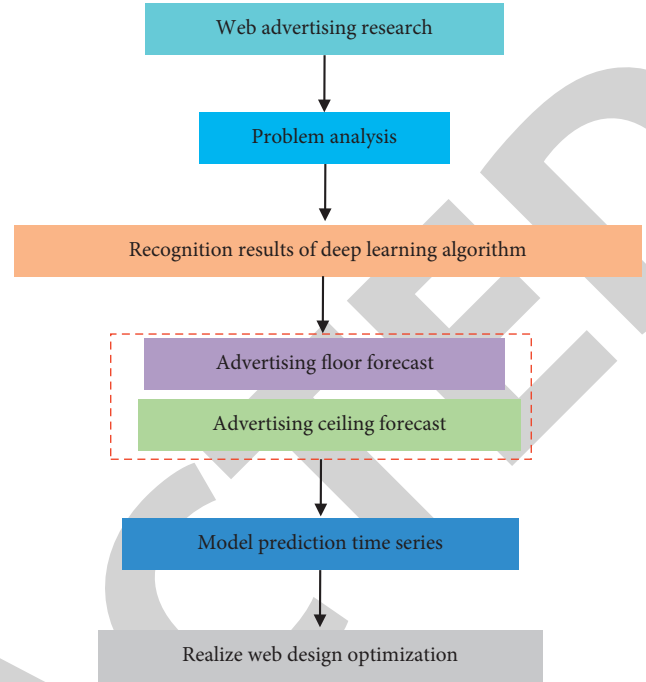 Web advertising research
Problem analysis
Recognition results of deep learning algorithm
Advertising floor forecast
Advertising ceiling forecast
Model prediction time series
Realize web design optimization